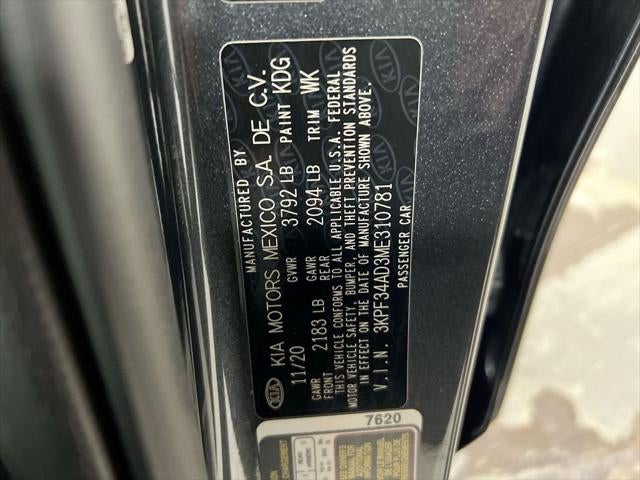 MANUFACTURED BY
KIA KIA MOTORS MEXICO S.A. DE C.V.
11/20 GVWR 3792 LB PAINT KDG
GAWR FRONT 2183 LB GAWR REAR 2094 LB TRIM WK
THIS VEHICLE CONFORMS TO ALL APPLICABLE U.S.A. FEDERAL
MOTOR VEHICLE SAFETY, BUMPER, AND THEFT PREVENTION STANDARDS
IN EFFECT ON THE DATE OF MANUFACTURE SHOWN ABOVE.
V.I.N. 3KPF34AD3ME310781
PASSENGER CAR
7620